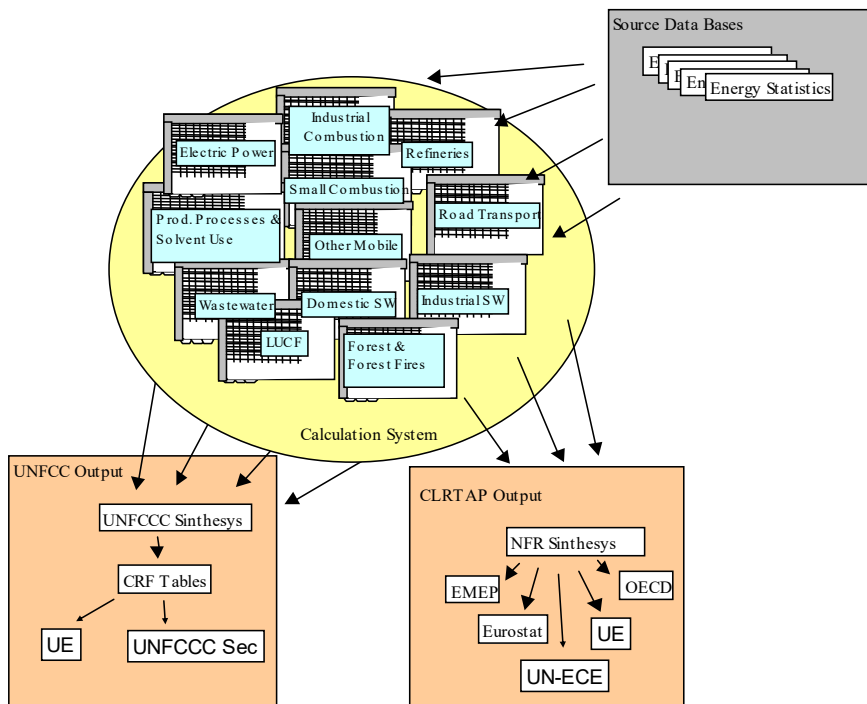 Source Data Bases
E
E
En
Energy Statistics
Industrial
Combustion
Electric Power
Refineries
Small Combustion
Prod. Processes &
Solvent Use
Road Transport
Other Mobile
Wastewater
Domestic SW
Industrial SW
LUCF
Forest &
Forest Fires
Calculation System
UNFCC Output
UNFCCC Sinthesys
CRF Tables
UE
UNFCCC Sec
CLRTAP Output
NFR Sinthesys
EMEP
OECD
Eurostat
UE
UN-ECE